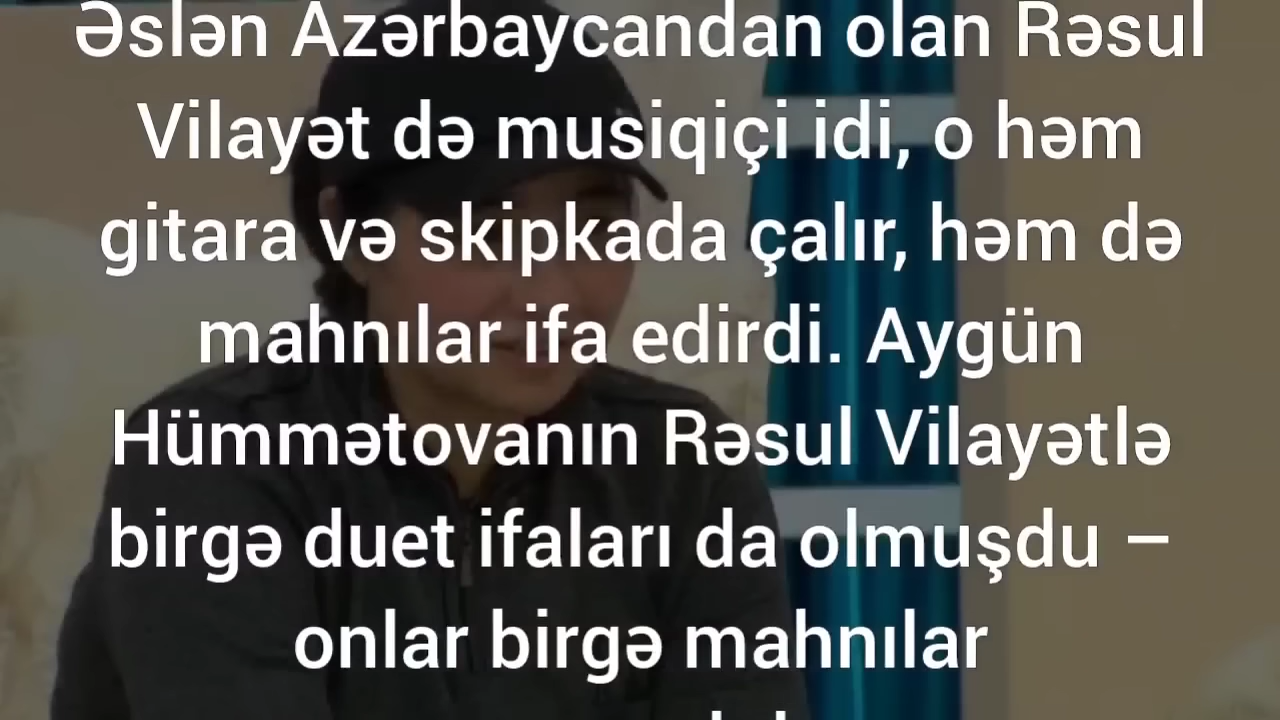 Əslən Azərbaycandan olan Rəsul
Vilayət də musiqiçi idi, o həm
gitara və skipkada çalır, həm də
mahnılar ifa edirdi. Aygün
Hümmətovanın Rəsul Vilayətlə
birgə duet ifaları da olmuşdu –
onlar birgə mahnılar